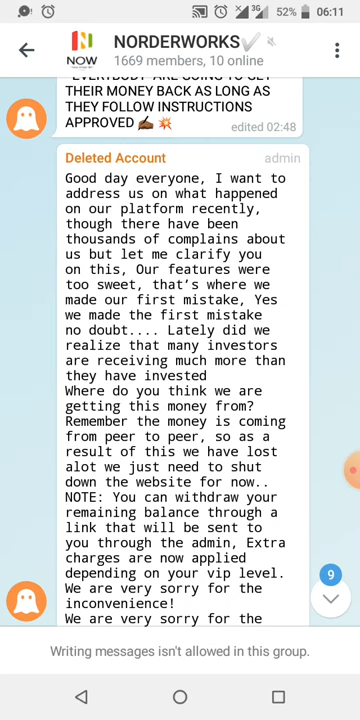 3G 52% 06:11
NORDERWORKS
NOW
1669 members, 10 online
THEIR MONEY BACK AS LONG AS
THEY FOLLOW INSTRUCTIONS
APPROVED ✍🏾 💥
edited 02:48
Deleted Account admin
Good day everyone, I want to
address us on what happened
on our platform recently,
though there have been
thousands of complains about
us but let me clarify you
on this, Our features were
too sweet, that’s where we
made our first mistake, Yes
we made the first mistake
no doubt.... Lately did we
realize that many investors
are receiving much more than
they have invested
Where do you think we are
getting this money from?
Remember the money is coming
from peer to peer, so as a
result of this we have lost
alot we just need to shut
down the website for now..
NOTE: You can withdraw your
remaining balance through a
link that will be sent to
you through the admin, Extra
charges are now applied
depending on your vip level.
We are very sorry for the
inconvenience!
We are very sorry for the
9
Writing messages isn't allowed in this group.